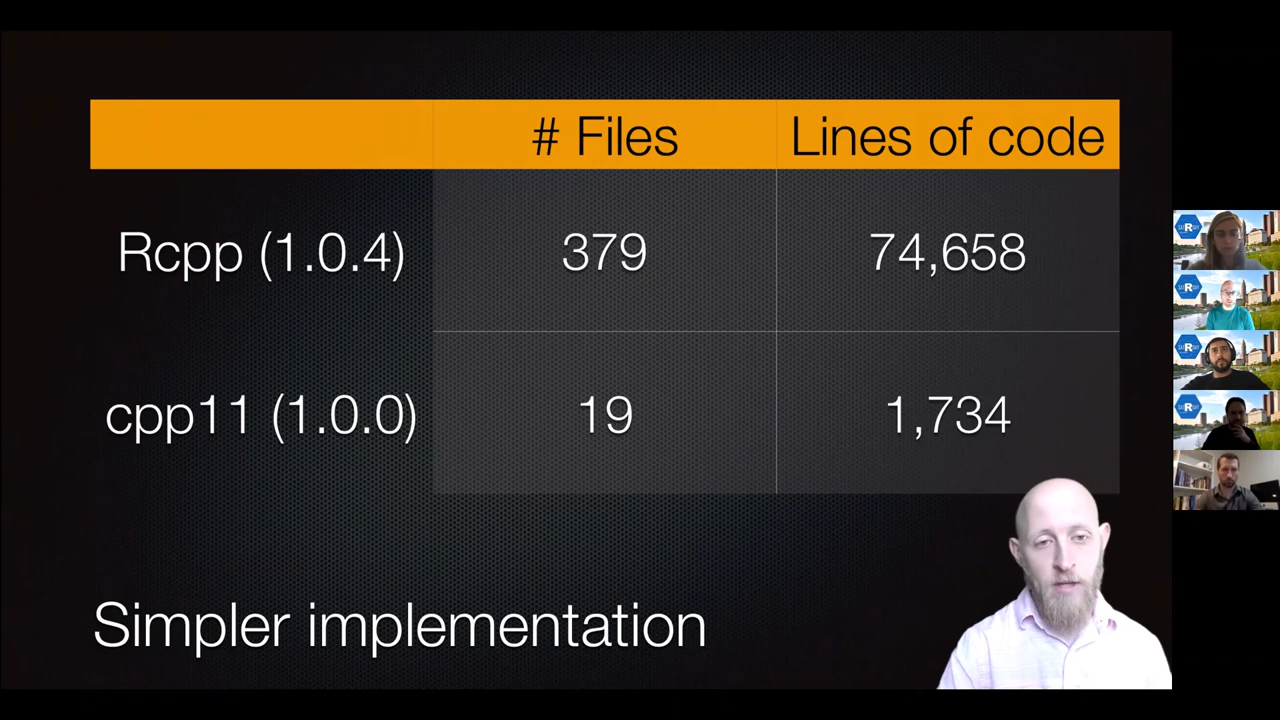 # Files Lines of code
Rcpp (1.0.4) 379 74,658
cpp11 (1.0.0) 19 1,734
Simpler implementation